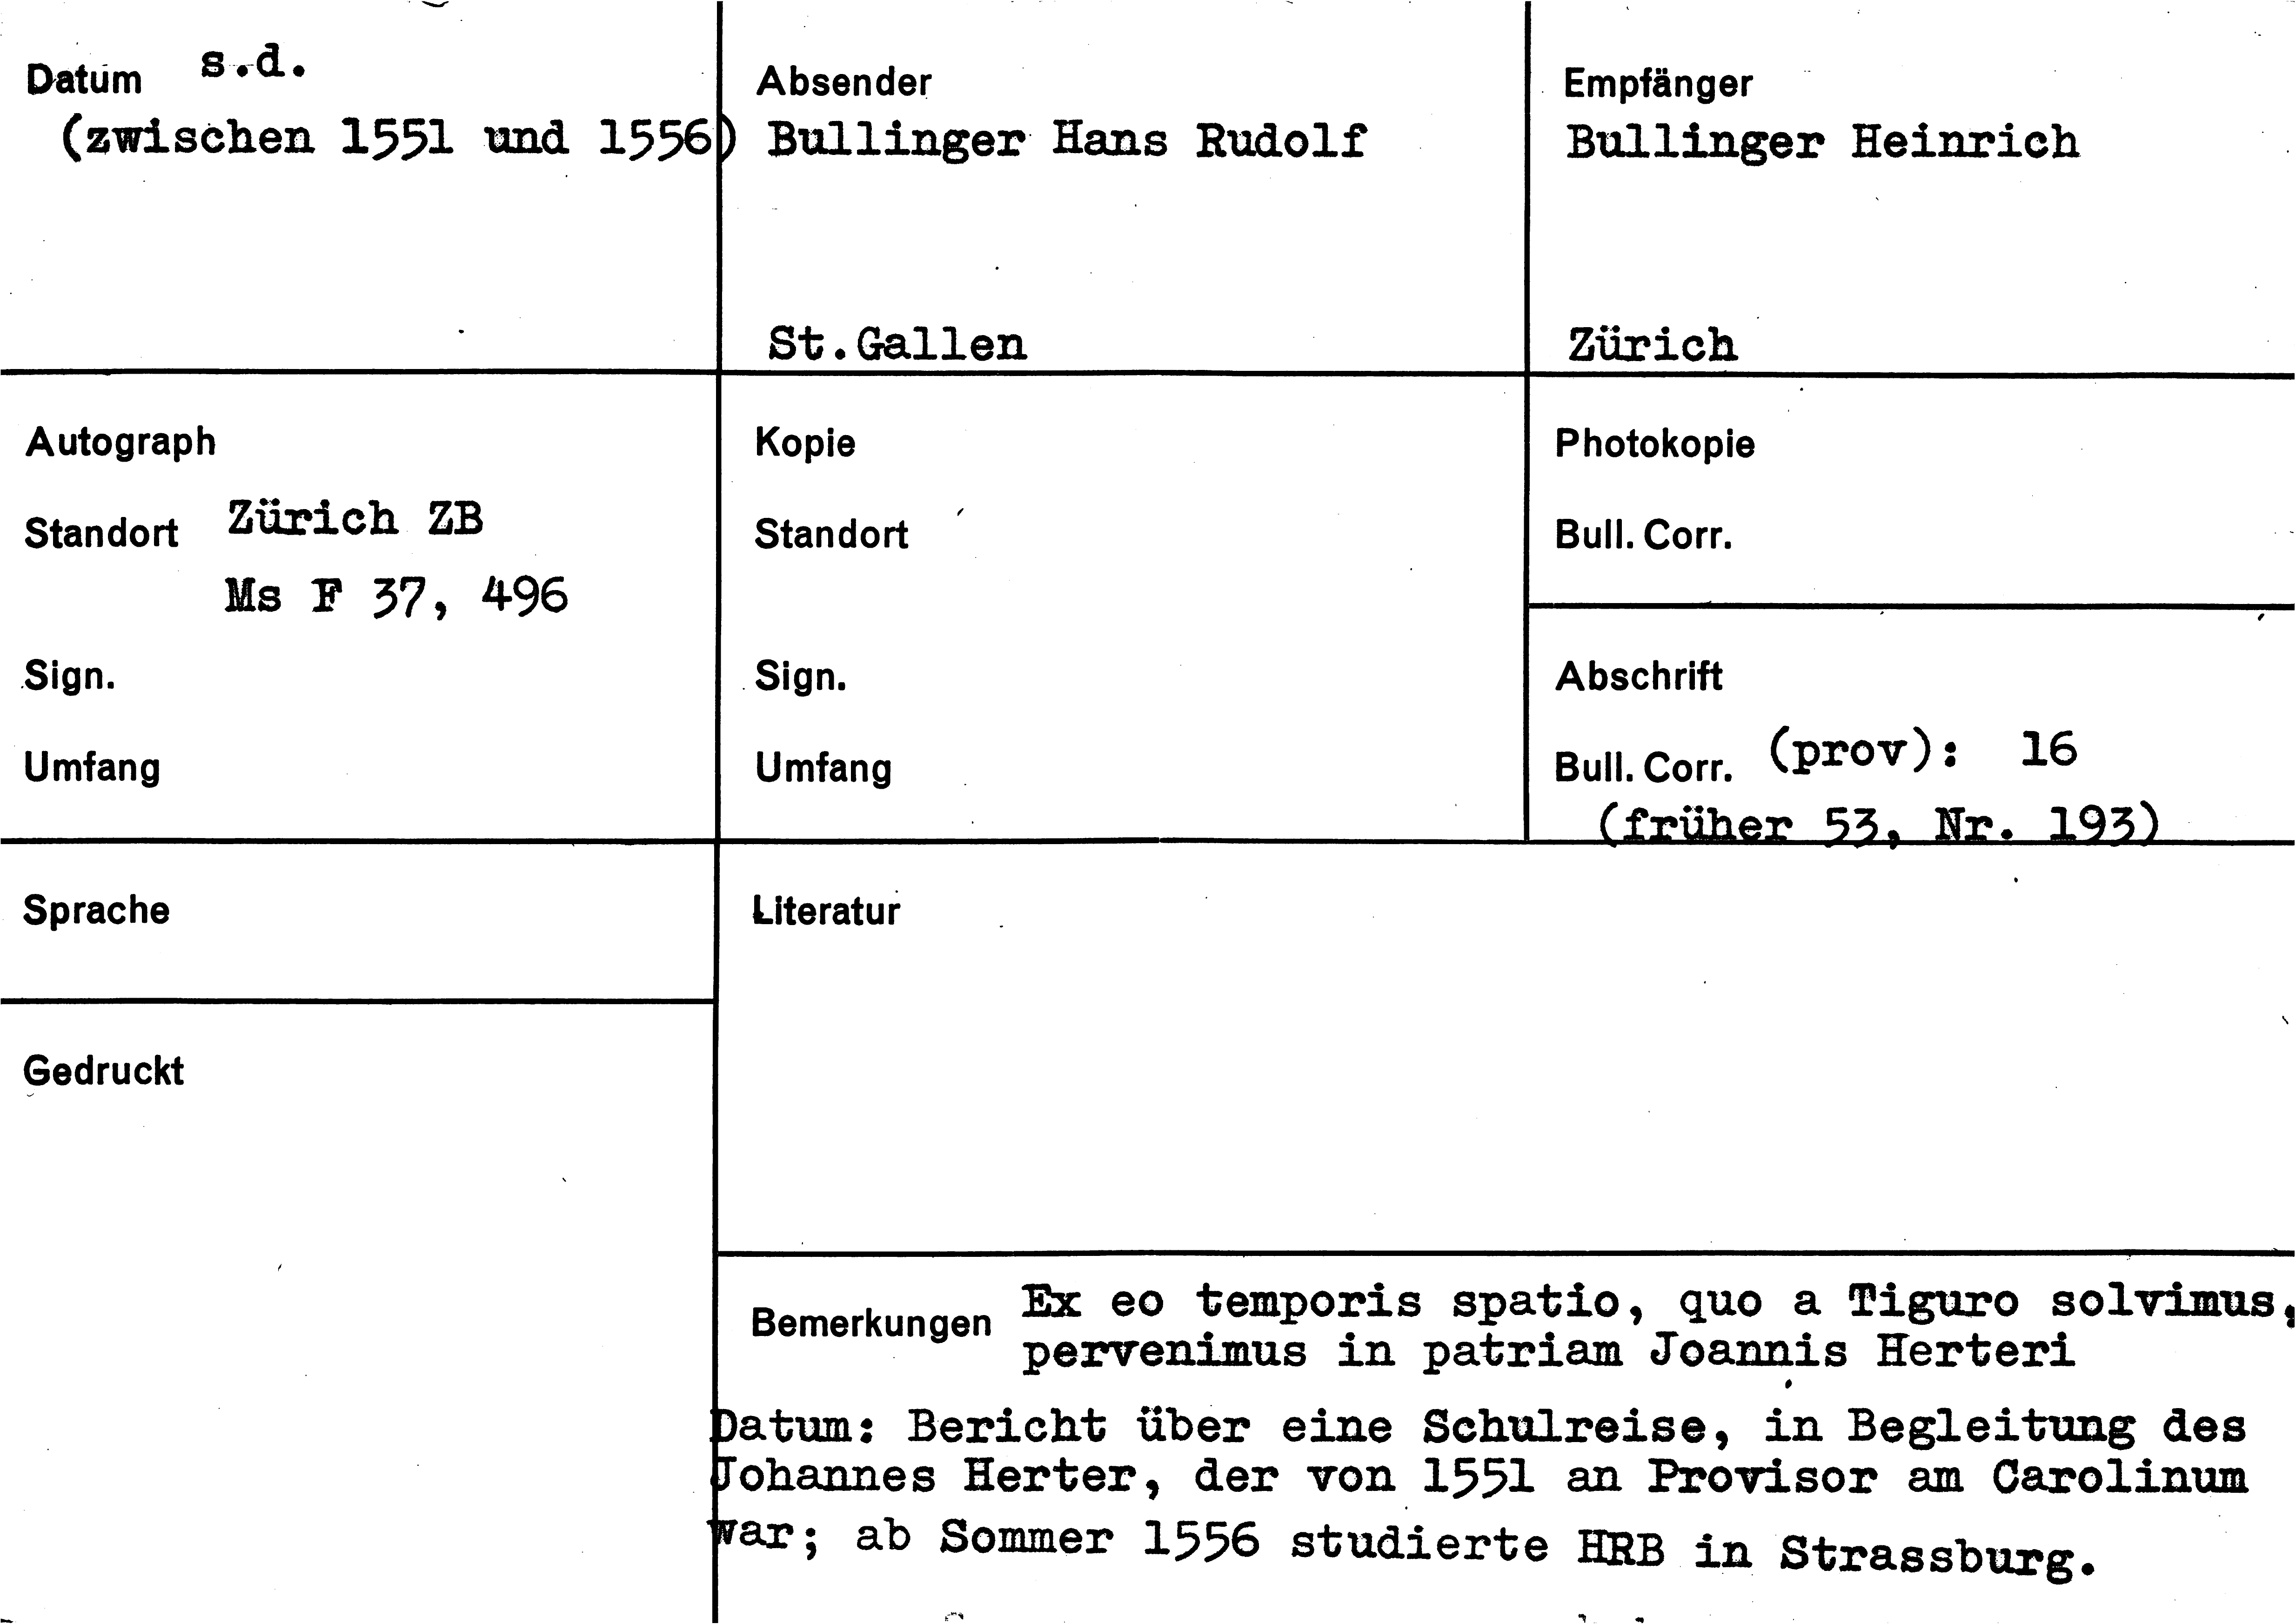 Datum s.d.
(zwischen 1551 und 1556)
Absender
Bullinger Hans Rudolf
St.Gallen
Empfänger
Bullinger Heinrich
Zürich
Autograph
Standort Zürich ZB
Ms F 37, 496
Sign.
Umfang
Kopie
Standort
Sign.
Umfang
Photokopie
Bull. Corr.
Abschrift
Bull. Corr. (prov): 16
(früher 53, Nr. 193)
Sprache
Literatur
Gedruckt
Bemerkungen Ex eo temporis spatio, quo a Tiguro solvimus,
pervenimus in patriam Joannis Herteri
Datum: Bericht über eine Schulreise, in Begleitung des
Johannes Herter, der von 1551 an Provisor am Carolinum
war; ab Sommer 1556 studierte HRB in Strassburg.